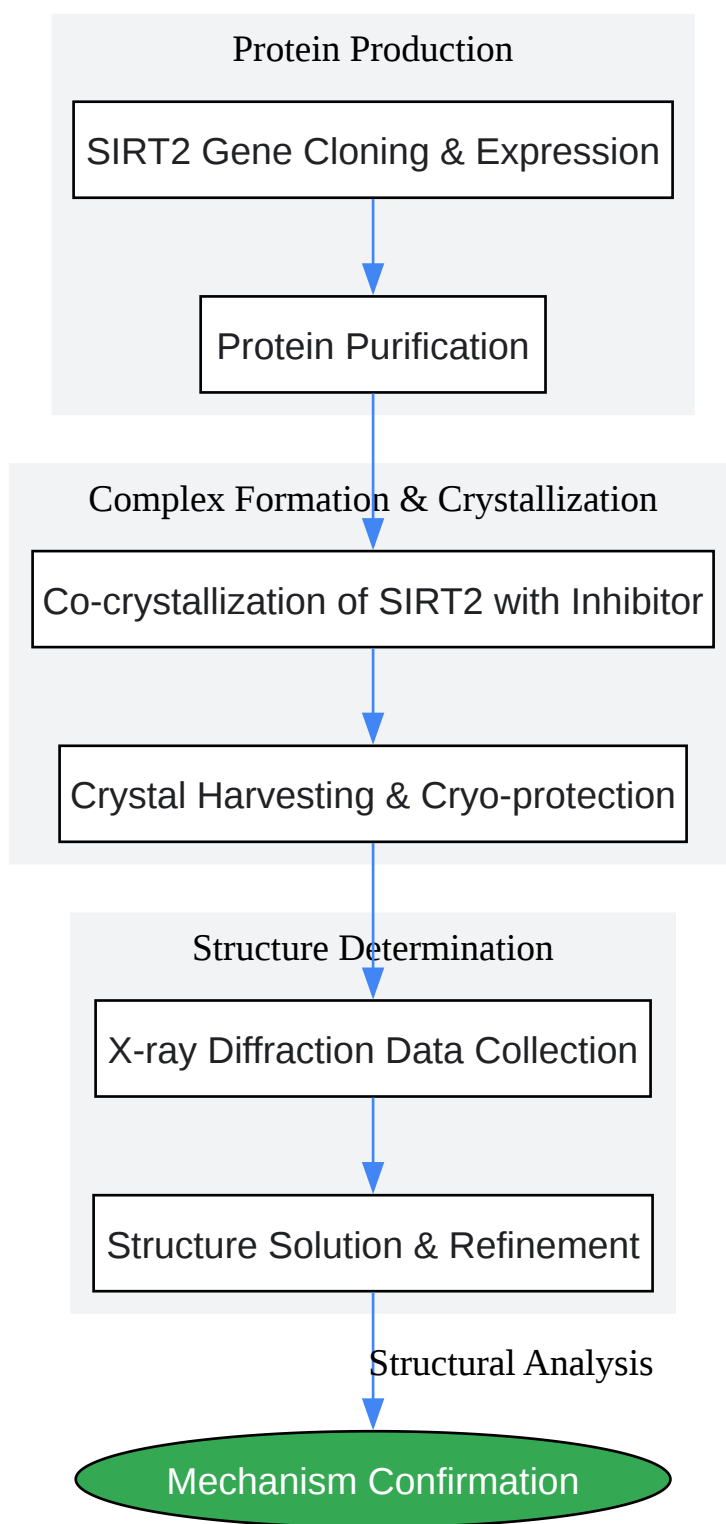 Protein Production
SIRT2 Gene Cloning & Expression
Protein Purification
Complex Formation & Crystallization
Co-crystallization of SIRT2 with Inhibitor
Crystal Harvesting & Cryo-protection
Structure Determination
X-ray Diffraction Data Collection
Structure Solution & Refinement
Structural Analysis
Mechanism Confirmation